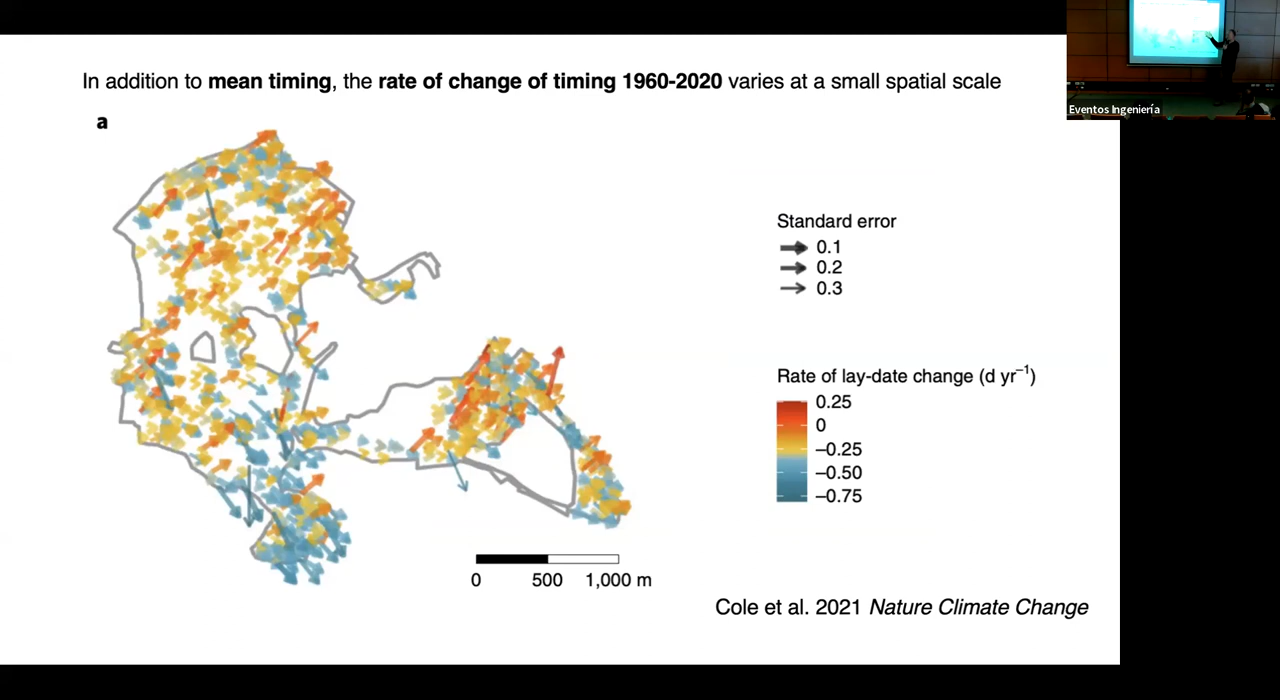 In addition to mean timing, the rate of change of timing 1960-2020 varies at a small spatial scale
Eventos Ingeniería
a
Standard error
0.1
0.2
0.3
Rate of lay-date change (d yr⁻¹)
0.25
0
−0.25
−0.50
−0.75
0 500 1,000 m
Cole et al. 2021 Nature Climate Change